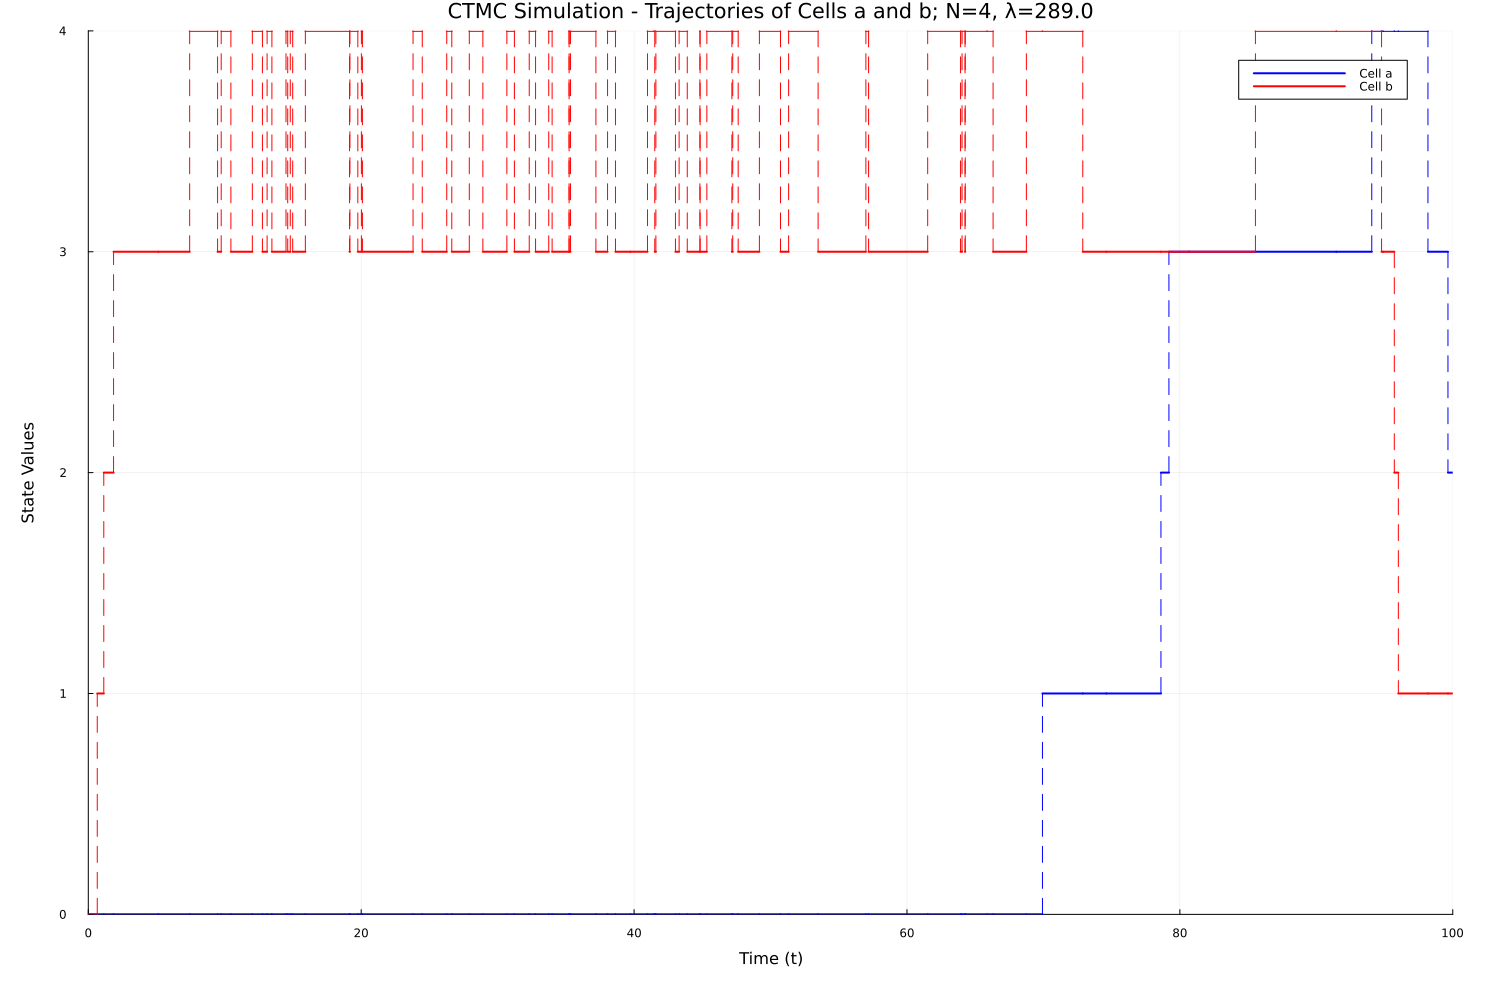 CTMC Simulation - Trajectories of Cells a and b; N=4, λ=289.0
4
Cell a
Cell b
3
State Values
2
1
0
0 20 40 60 80 100
Time (t)